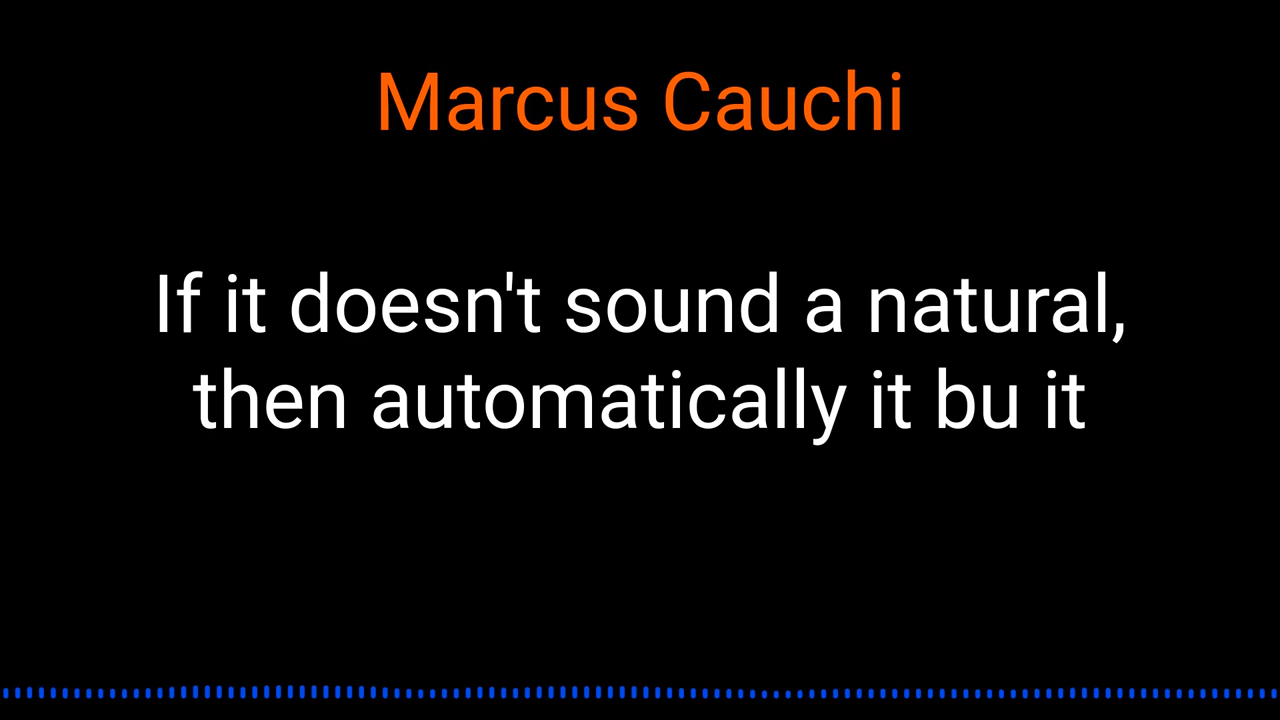 Marcus Cauchi
If it doesn't sound a natural,
then automatically it bu it